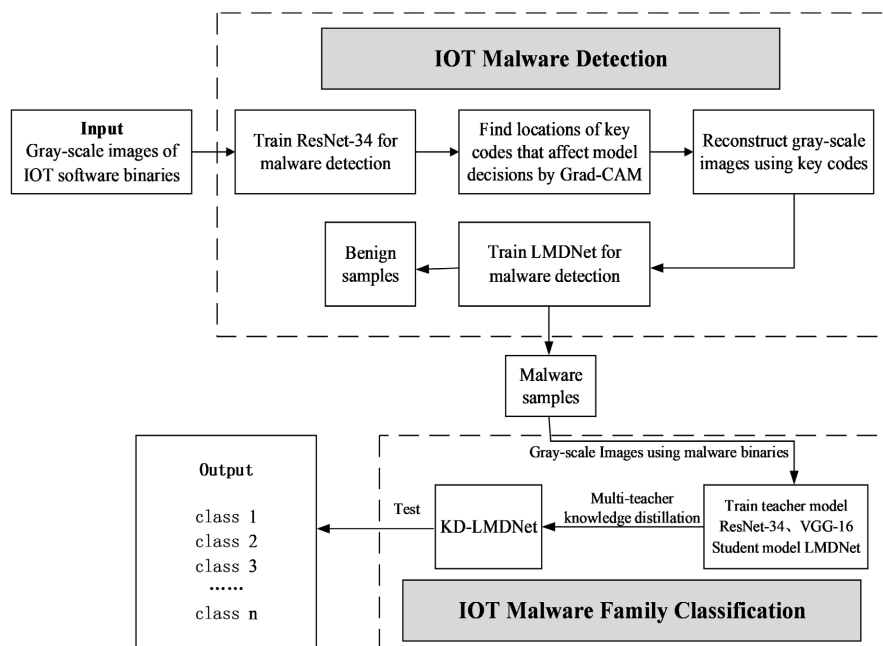 IOT Malware Detection
Input
Gray-scale images of
IOT software binaries
Train ResNet-34 for
malware detection
Find locations of key
codes that affect model
decisions by Grad-CAM
Reconstruct gray-scale
images using key codes
Benign
samples
Train LMDNet for
malware detection
Malware
samples
Gray-scale Images using malware binaries
Train teacher model
ResNet-34、VGG-16
Student model LMDNet
Multi-teacher
knowledge distillation
KD-LMDNet
Test
Output
class 1
class 2
class 3
……
class n
IOT Malware Family Classification